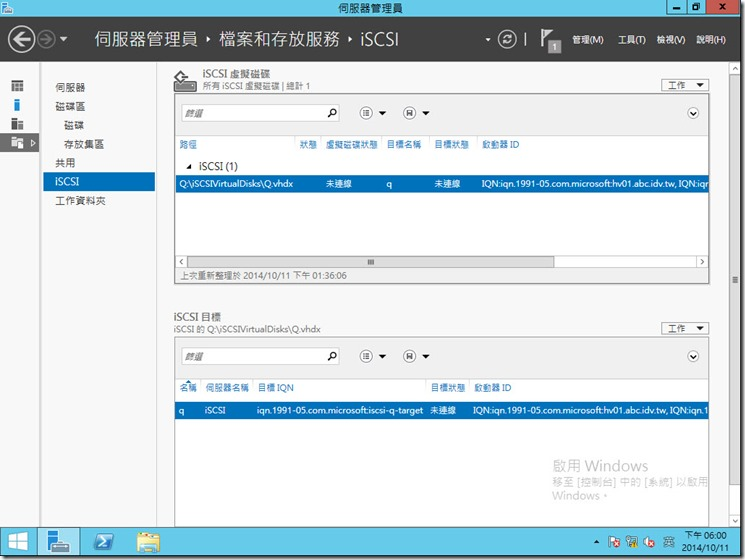 伺服器管理員
伺服器管理員 ‣ 檔案和存放服務 ‣ iSCSI
1
管理(M) 工具(T) 檢視(V) 說明(H)
伺服器
磁碟區
磁碟
存放集區
共用
iSCSI
工作資料夾
iSCSI 虛擬磁碟
所有 iSCSI 虛擬磁碟 | 總計 1
工作
篩選
路徑 狀態 虛擬磁碟狀態 目標名稱 目標狀態 啟動器 ID
iSCSI (1)
Q:\iSCSIVirtualDisks\Q.vhdx 未連線 q 未連線 IQN:iqn.1991-05.com.microsoft:hv01.abc.idv.tw, IQN:iqn
上次重新整理於 2014/10/11 下午 01:36:06
iSCSI 目標
iSCSI 的 Q:\iSCSIVirtualDisks\Q.vhdx
工作
篩選
名稱 伺服器名稱 目標 IQN 目標狀態 啟動器 ID
q iSCSI iqn.1991-05.com.microsoft:iscsi-q-target 未連線 IQN:iqn.1991-05.com.microsoft:hv01.abc.idv.tw, IQN:iqn.1
啟用 Windows
移至 [控制台] 中的 [系統] 以啟用
Windows。
英
下午 06:00
2014/10/11